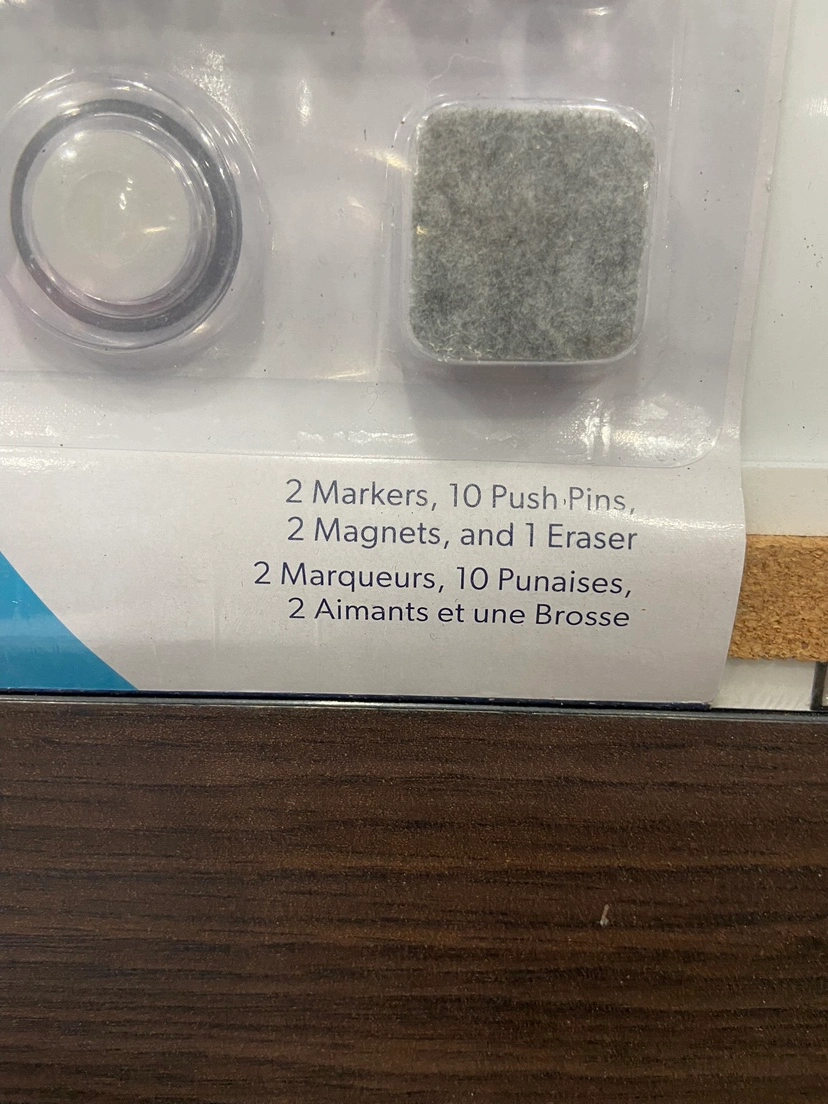 2 Markers, 10 Push Pins,
2 Magnets, and 1 Eraser
2 Marqueurs, 10 Punaises,
2 Aimants et une Brosse